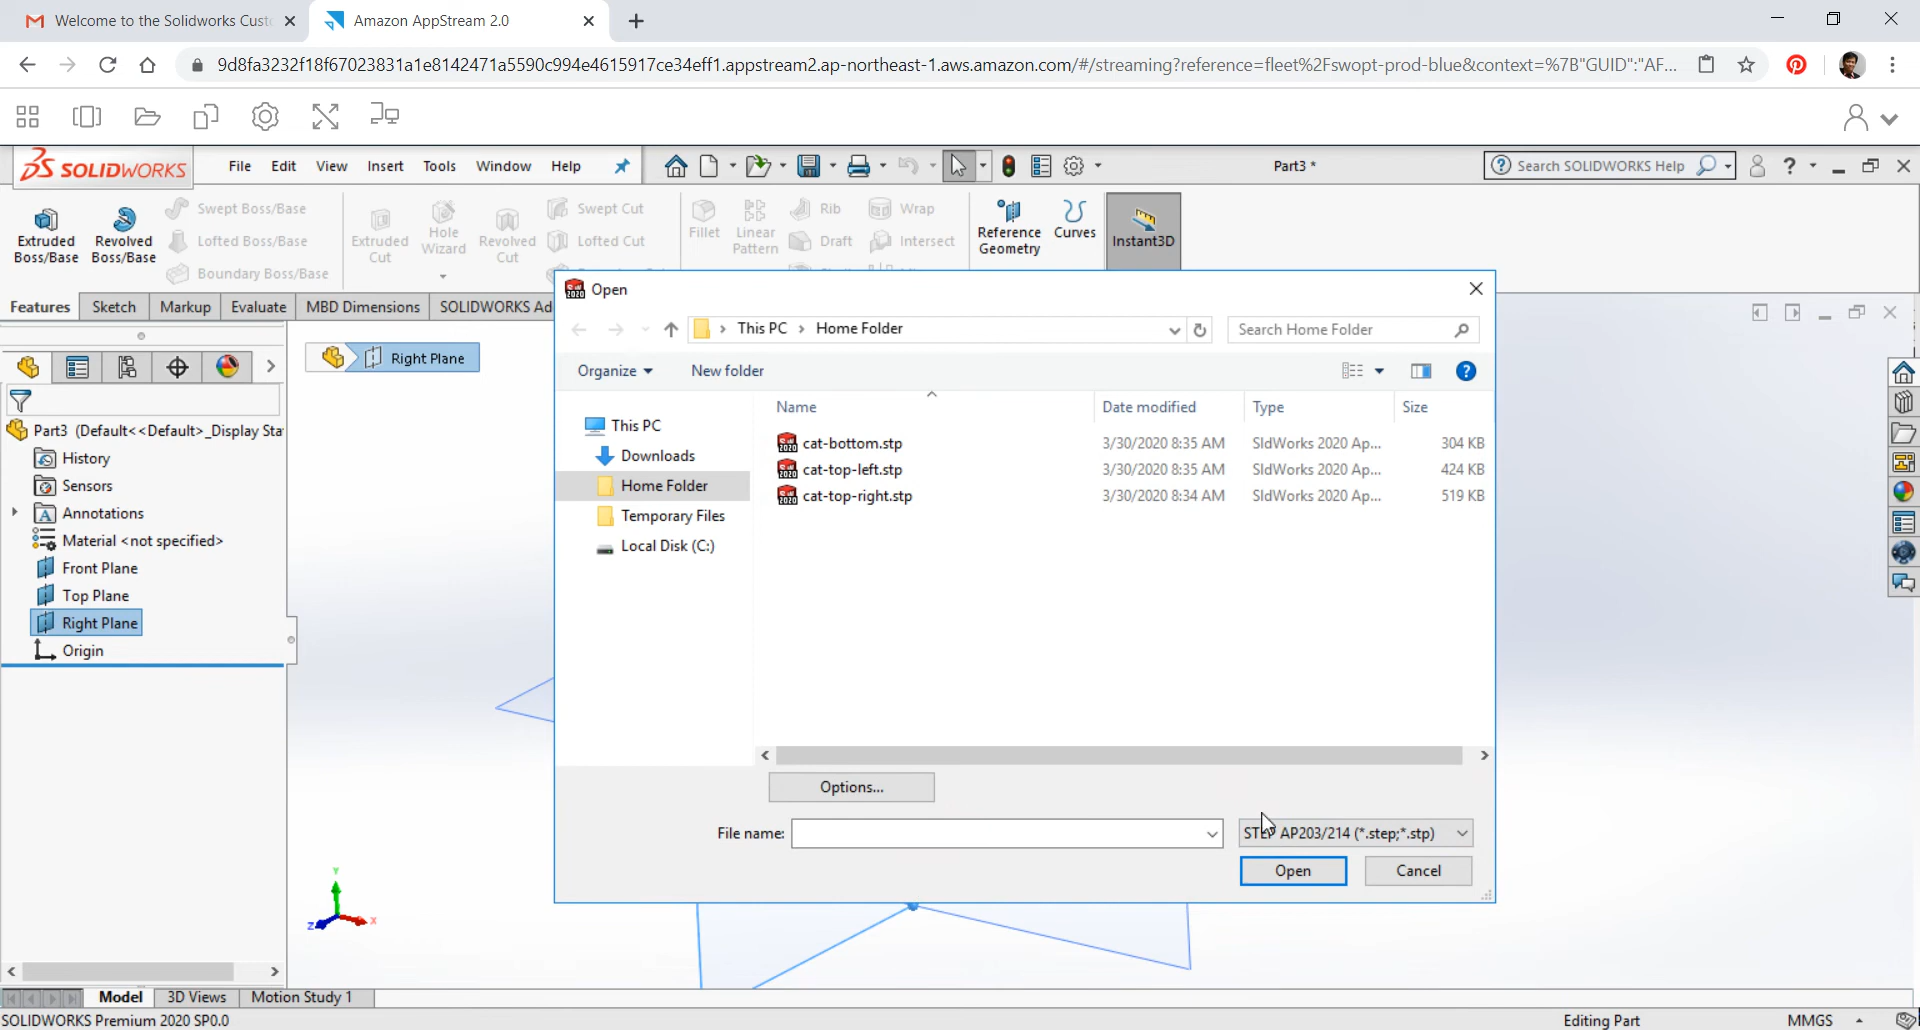 Welcome to the Solidworks Cust
Amazon AppStream 2.0
9d8fa3232f18f67023831a1e8142471a5590c994e4615917ce34eff1.appstream2.ap-northeast-1.aws.amazon.com/#/streaming?reference=fleet%2Fswopt-prod-blue&context=%7B"GUID":"AF...
SOLIDWORKS
File Edit View Insert Tools Window Help
Part3 *
Search SOLIDWORKS Help
Extruded Boss/Base
Revolved Boss/Base
Swept Boss/Base
Lofted Boss/Base
Boundary Boss/Base
Extruded Cut
Hole Wizard
Revolved Cut
Swept Cut
Lofted Cut
Fillet
Linear Pattern
Rib
Draft
Wrap
Intersect
Reference Geometry
Curves
Instant3D
Features Sketch Markup Evaluate MBD Dimensions SOLIDWORKS Ad
Right Plane
Part3 (Default<<Default>_Display Sta
History
Sensors
Annotations
Material <not specified>
Front Plane
Top Plane
Right Plane
Origin
Open
This PC > Home Folder
Search Home Folder
Organize New folder
This PC
Downloads
Home Folder
Temporary Files
Local Disk (C:)
Name Date modified Type Size
cat-bottom.stp 3/30/2020 8:35 AM SldWorks 2020 Ap... 304 KB
cat-top-left.stp 3/30/2020 8:35 AM SldWorks 2020 Ap... 424 KB
cat-top-right.stp 3/30/2020 8:34 AM SldWorks 2020 Ap... 519 KB
Options...
File name:
STEP AP203/214 (*.step;*.stp)
Open Cancel
Y
Z
X
Model 3D Views Motion Study 1
SOLIDWORKS Premium 2020 SP0.0
Editing Part
MMGS